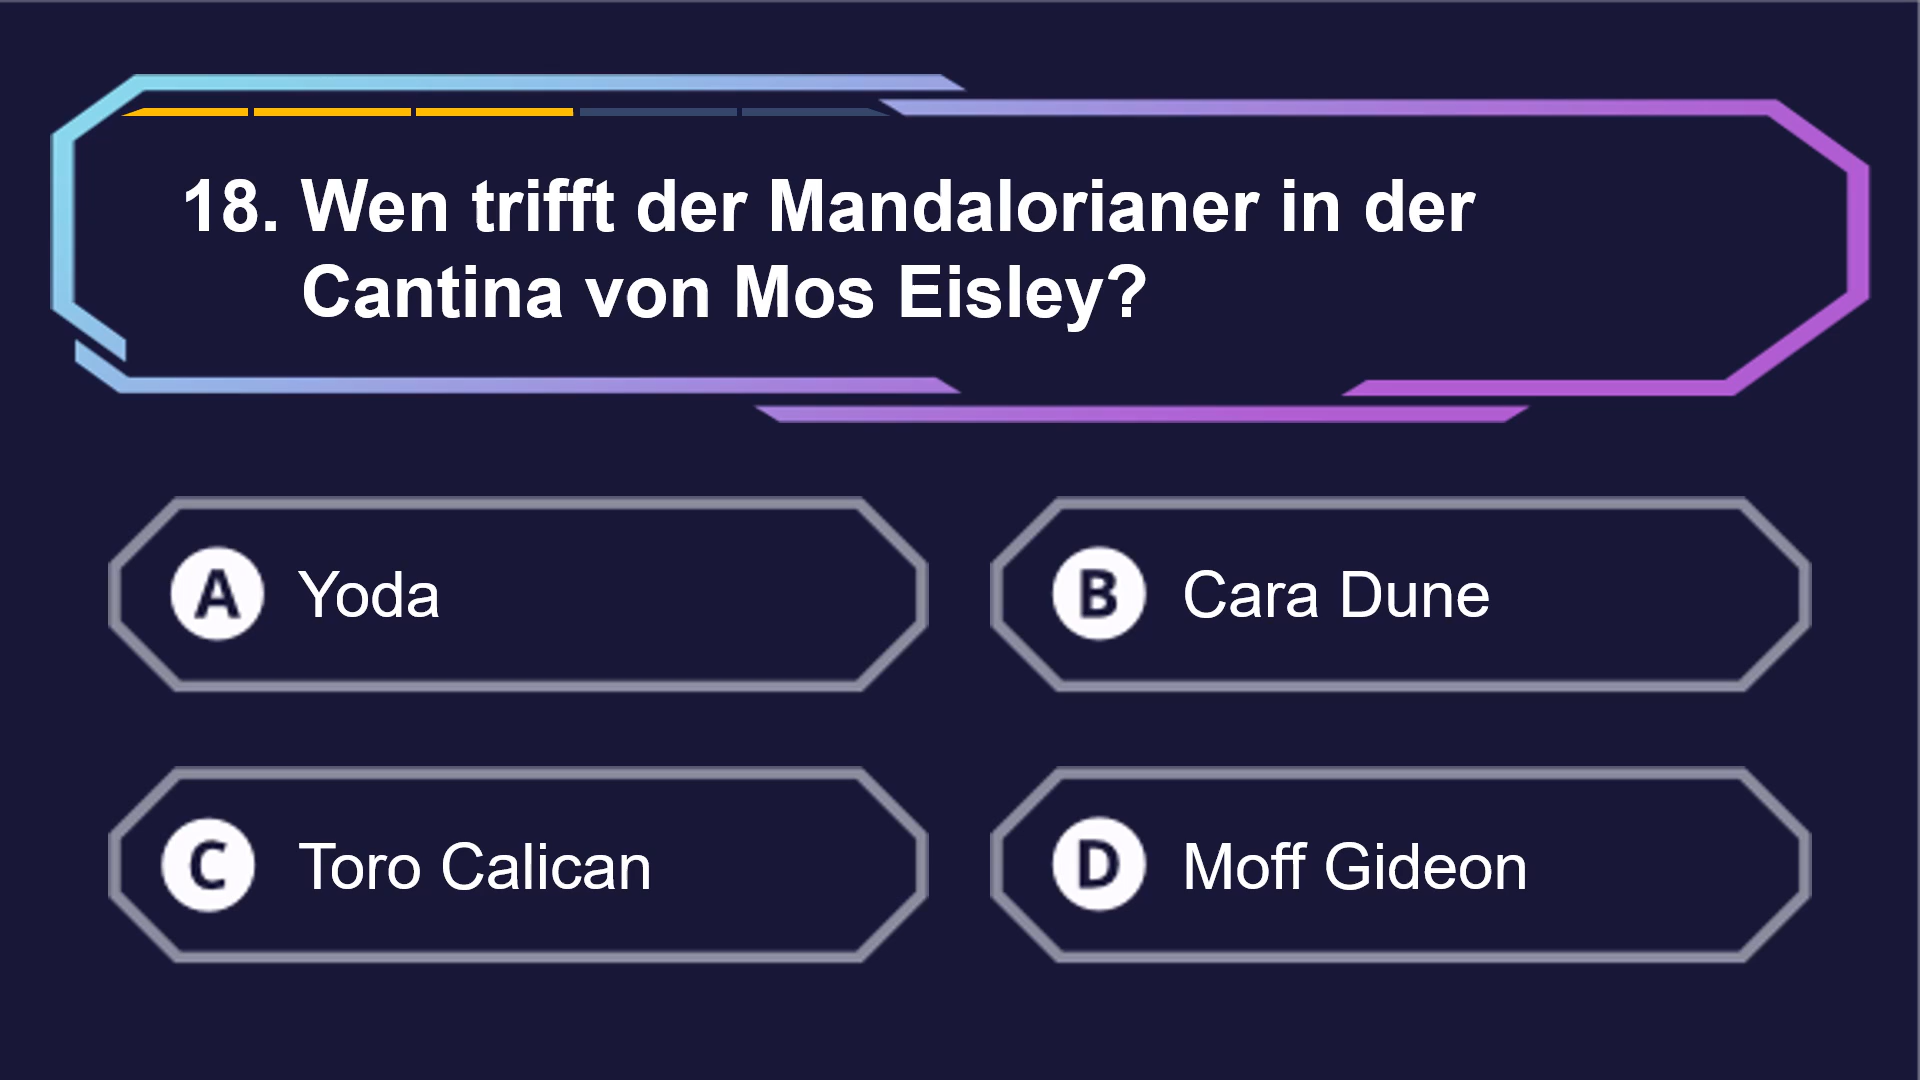 18. Wen trifft der Mandalorianer in der
Cantina von Mos Eisley?
A Yoda
B Cara Dune
C Toro Calican
D Moff Gideon